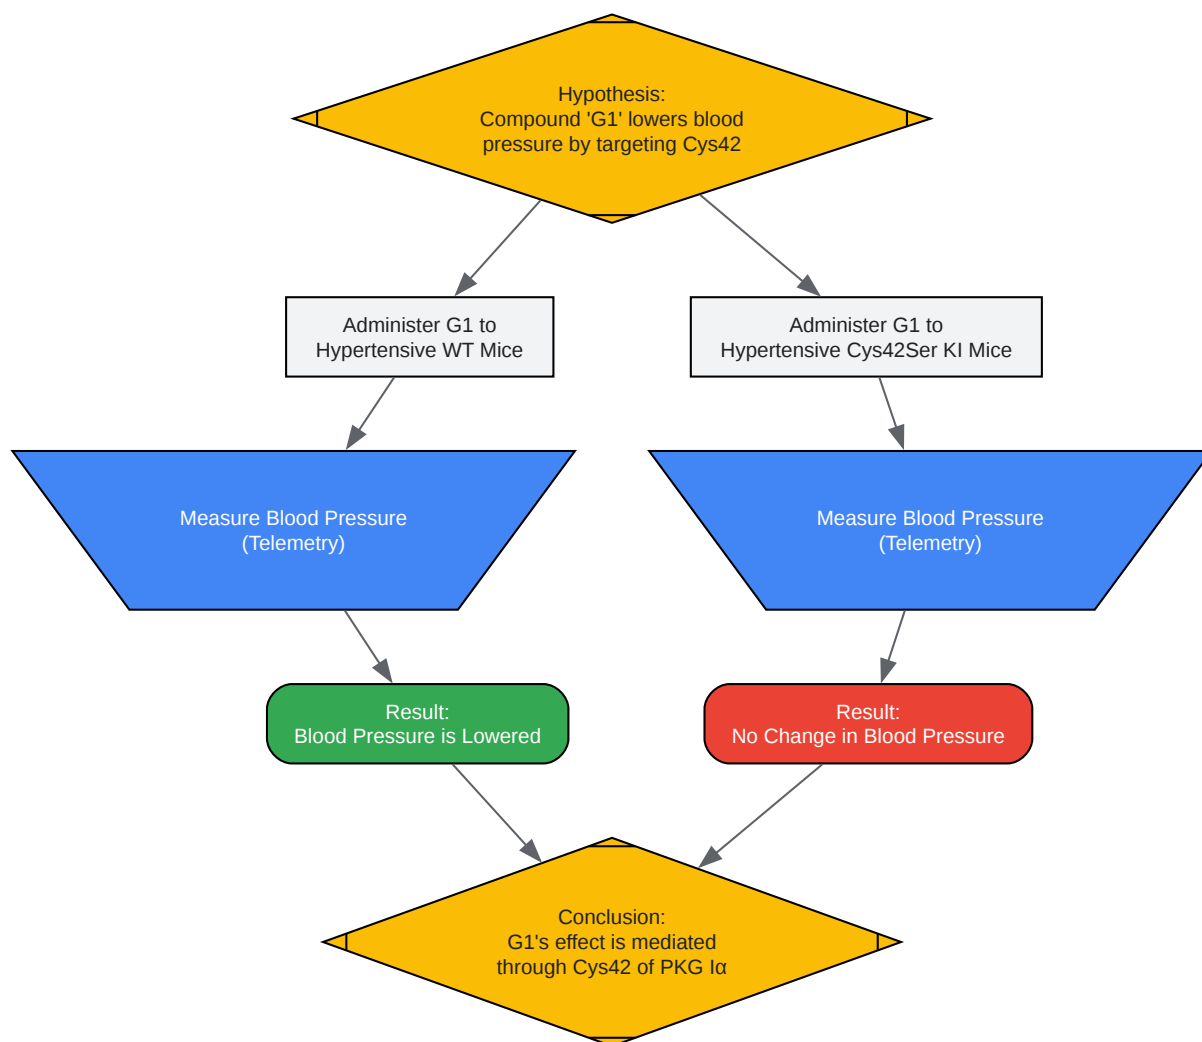 Hypothesis:
Compound 'G1' lowers blood
pressure by targeting Cys42
Administer G1 to
Hypertensive WT Mice
Administer G1 to
Hypertensive Cys42Ser KI Mice
Measure Blood Pressure
(Telemetry)
Measure Blood Pressure
(Telemetry)
Result:
Blood Pressure is Lowered
Result:
No Change in Blood Pressure
Conclusion:
G1's effect is mediated
through Cys42 of PKG Iα